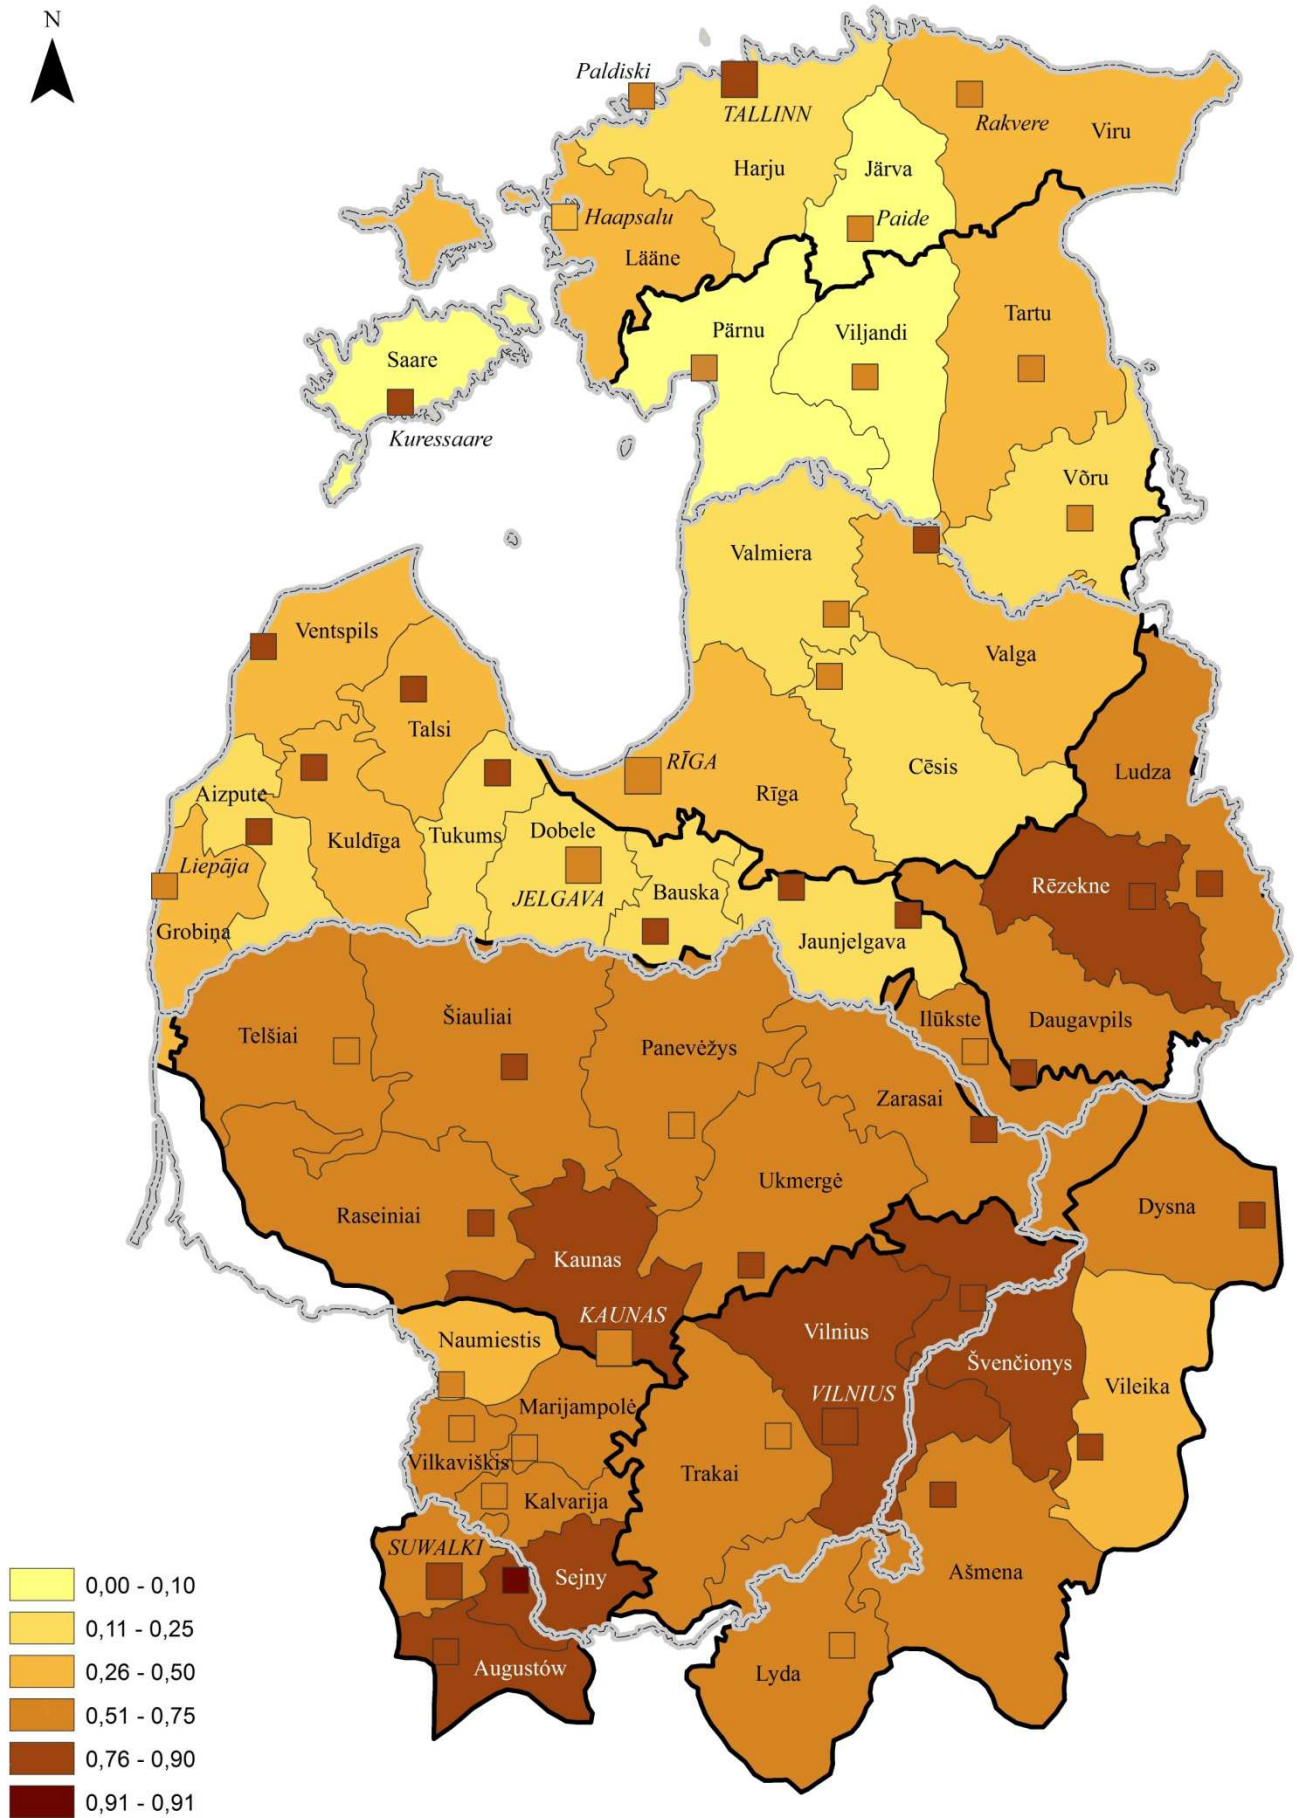 N
Paldiski
TALLINN
Rakvere
Viru
Harju
Järva
Haapsalu
Paide
Lääne
Tartu
Pärnu
Viljandi
Saare
Kuressaare
Võru
Valmiera
Ventspils
Valga
Talsi
RĪGA
Cēsis
Ludza
Aizpute
Rīga
Tukums
Dobele
Kuldīga
Liepāja
Rēzekne
Bauska
JELGAVA
Grobiņa
Jaunjelgava
Šiauliai
Ilūkste
Daugavpils
Telšiai
Panevėžys
Zarasai
Ukmergė
Dysna
Raseiniai
Kaunas
KAUNAS
Vilnius
Naumiestis
Švenčionys
Vileika
VILNIUS
Marijampolė
Vilkaviškis
Trakai
Kalvarija
SUWALKI
Sejny
Ašmena
Augustów
Lyda
0,00 - 0,10
0,11 - 0,25
0,26 - 0,50
0,51 - 0,75
0,76 - 0,90
0,91 - 0,91